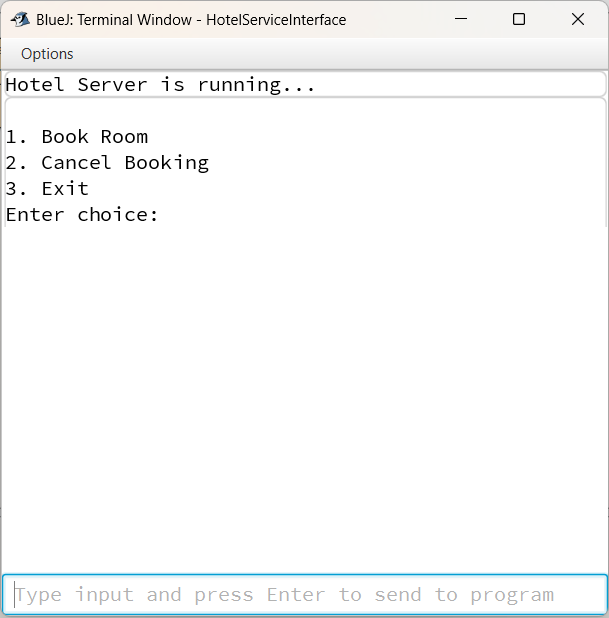 BlueJ: Terminal Window - HotelServiceInterface
Options
Hotel Server is running...
1. Book Room
2. Cancel Booking
3. Exit
Enter choice:
Type input and press Enter to send to program